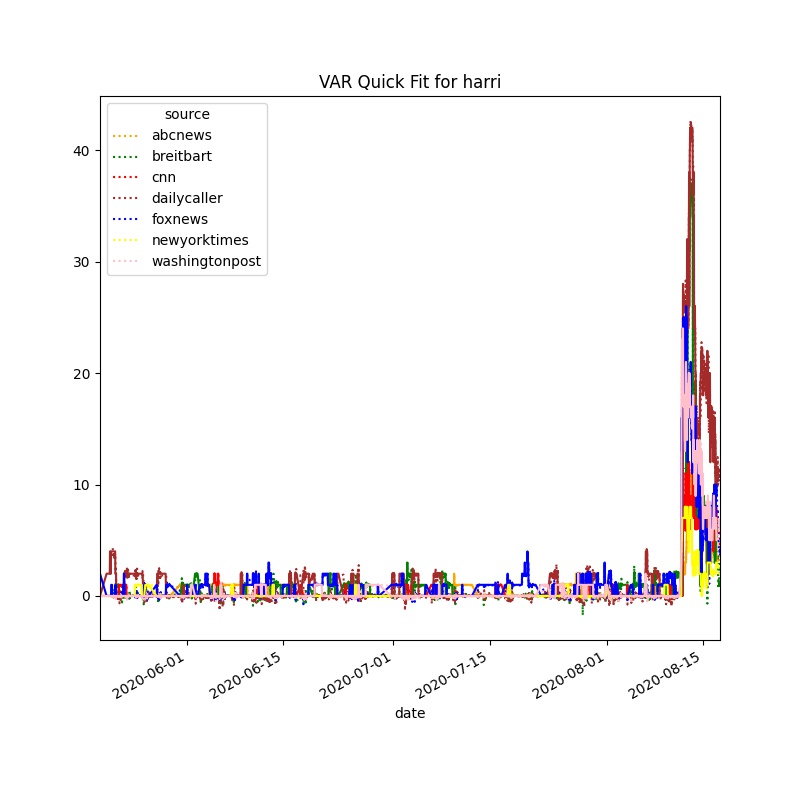 VAR Quick Fit for harri
source
abcnews
breitbart
cnn
dailycaller
foxnews
newyorktimes
washingtonpost
40
30
20
10
0
2020-06-01
2020-06-15
2020-07-01
2020-07-15
2020-08-01
2020-08-15
date